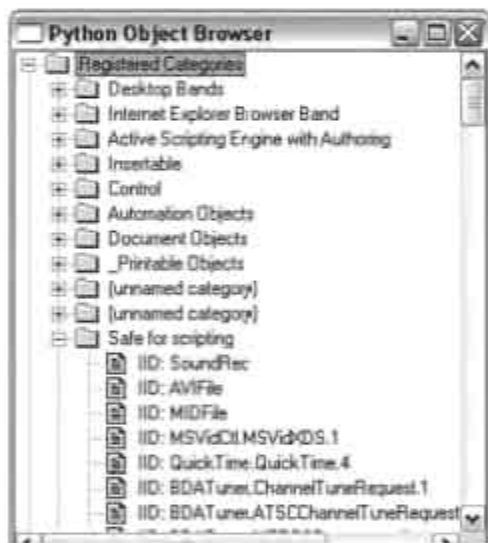 Python Object Browser
Registered Categories
Desktop Bands
Internet Explorer Browser Band
Active Scripting Engine with Authoring
Insertable
Control
Automation Objects
Document Objects
_Printable Objects
(unnamed category)
(unnamed category)
Safe for scripting
IID: SoundRec
IID: AVIFile
IID: MIDFile
IID: MSVidCtl.MSVidXDS.1
IID: QuickTime.QuickTime.4
IID: BDATuner.ChannelTuneRequest.1
IID: BDATuner.ATSCChannelTuneRequest